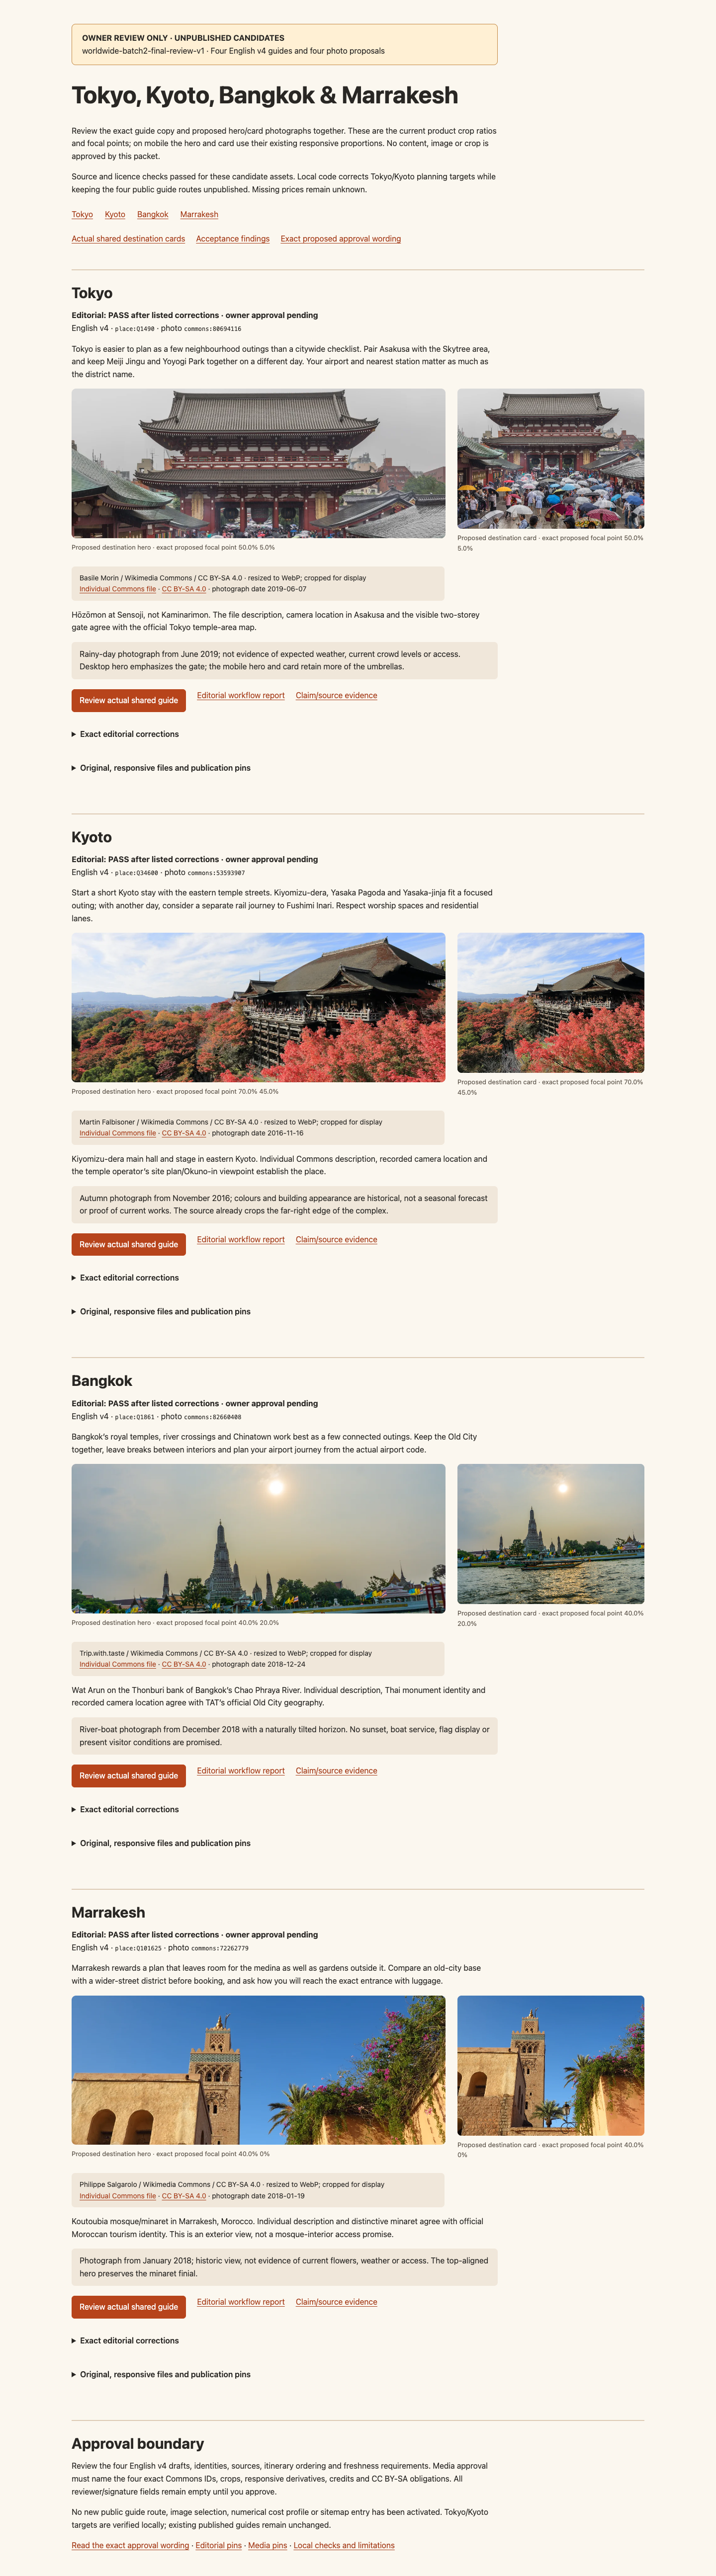 OWNER REVIEW ONLY · UNPUBLISHED CANDIDATES
worldwide-batch2-final-review-v1 · Four English v4 guides and four photo proposals
Tokyo, Kyoto, Bangkok & Marrakesh
Review the exact guide copy and proposed hero/card photographs together. These are the current product crop ratios
and focal points; on mobile the hero and card use their existing responsive proportions. No content, image or crop is
approved by this packet.
Source and licence checks passed for these candidate assets. Local code corrects Tokyo/Kyoto planning targets while
keeping the four public guide routes unpublished. Missing prices remain unknown.
Tokyo Kyoto Bangkok Marrakesh
Actual shared destination cards Acceptance findings Exact proposed approval wording
Tokyo
Editorial: PASS after listed corrections · owner approval pending
English v4 · place:Q1490 · photo commons:80694116
Tokyo is easier to plan as a few neighbourhood outings than a citywide checklist. Pair Asakusa with the Skytree area,
and keep Meiji Jingu and Yoyogi Park together on a different day. Your airport and nearest station matter as much as
the district name.
Proposed destination hero · exact proposed focal point 50.0% 5.0%
Proposed destination card · exact proposed focal point 50.0%
5.0%
Basile Morin / Wikimedia Commons / CC BY-SA 4.0 · resized to WebP; cropped for display
Individual Commons file · CC BY-SA 4.0 · photograph date 2019-06-07
Hōzōmon at Sensoji, not Kaminarimon. The file description, camera location in Asakusa and the visible two-storey
gate agree with the official Tokyo temple-area map.
Rainy-day photograph from June 2019; not evidence of expected weather, current crowd levels or access.
Desktop hero emphasizes the gate; the mobile hero and card retain more of the umbrellas.
Review actual shared guide Editorial workflow report Claim/source evidence
▶ Exact editorial corrections
▶ Original, responsive files and publication pins
Kyoto
Editorial: PASS after listed corrections · owner approval pending
English v4 · place:Q34600 · photo commons:53593907
Start a short Kyoto stay with the eastern temple streets. Kiyomizu-dera, Yasaka Pagoda and Yasaka-jinja fit a focused
outing; with another day, consider a separate rail journey to Fushimi Inari. Respect worship spaces and residential
lanes.
Proposed destination hero · exact proposed focal point 70.0% 45.0%
Proposed destination card · exact proposed focal point 70.0%
45.0%
Martin Falbisoner / Wikimedia Commons / CC BY-SA 4.0 · resized to WebP; cropped for display
Individual Commons file · CC BY-SA 4.0 · photograph date 2016-11-16
Kiyomizu-dera main hall and stage in eastern Kyoto. Individual Commons description, recorded camera location and
the temple operator's site plan/Okuno-in viewpoint establish the place.
Autumn photograph from November 2016; colours and building appearance are historical, not a seasonal forecast
or proof of current works. The source already crops the far-right edge of the complex.
Review actual shared guide Editorial workflow report Claim/source evidence
▶ Exact editorial corrections
▶ Original, responsive files and publication pins
Bangkok
Editorial: PASS after listed corrections · owner approval pending
English v4 · place:Q1861 · photo commons:82660408
Bangkok's royal temples, river crossings and Chinatown work best as a few connected outings. Keep the Old City
together, leave breaks between interiors and plan your airport journey from the actual airport code.
Proposed destination hero · exact proposed focal point 40.0% 20.0%
Proposed destination card · exact proposed focal point 40.0%
20.0%
Trip.with.taste / Wikimedia Commons / CC BY-SA 4.0 · resized to WebP; cropped for display
Individual Commons file · CC BY-SA 4.0 · photograph date 2018-12-24
Wat Arun on the Thonburi bank of Bangkok's Chao Phraya River. Individual description, Thai monument identity and
recorded camera location agree with TAT's official Old City geography.
River-boat photograph from December 2018 with a naturally tilted horizon. No sunset, boat service, flag display or
present visitor conditions are promised.
Review actual shared guide Editorial workflow report Claim/source evidence
▶ Exact editorial corrections
▶ Original, responsive files and publication pins
Marrakesh
Editorial: PASS after listed corrections · owner approval pending
English v4 · place:Q101625 · photo commons:72262779
Marrakesh rewards a plan that leaves room for the medina as well as gardens outside it. Compare an old-city base
with a wider-street district before booking, and ask how you will reach the exact entrance with luggage.
Proposed destination hero · exact proposed focal point 40.0% 0%
Proposed destination card · exact proposed focal point 40.0%
0%
Philippe Salgarolo / Wikimedia Commons / CC BY-SA 4.0 · resized to WebP; cropped for display
Individual Commons file · CC BY-SA 4.0 · photograph date 2018-01-19
Koutoubia mosque/minaret in Marrakesh, Morocco. Individual description and distinctive minaret agree with official
Moroccan tourism identity. This is an exterior view, not a mosque-interior access promise.
Photograph from January 2018; historic view, not evidence of current flowers, weather or access. The top-aligned
hero preserves the minaret finial.
Review actual shared guide Editorial workflow report Claim/source evidence
▶ Exact editorial corrections
▶ Original, responsive files and publication pins
Approval boundary
Review the four English v4 drafts, identities, sources, itinerary ordering and freshness requirements. Media approval
must name the four exact Commons IDs, crops, responsive derivatives, credits and CC BY-SA obligations. All
reviewer/signature fields remain empty until you approve.
No new public guide route, image selection, numerical cost profile or sitemap entry has been activated. Tokyo/Kyoto
targets are verified locally; existing published guides remain unchanged.
Read the exact approval wording · Editorial pins · Media pins · Local checks and limitations